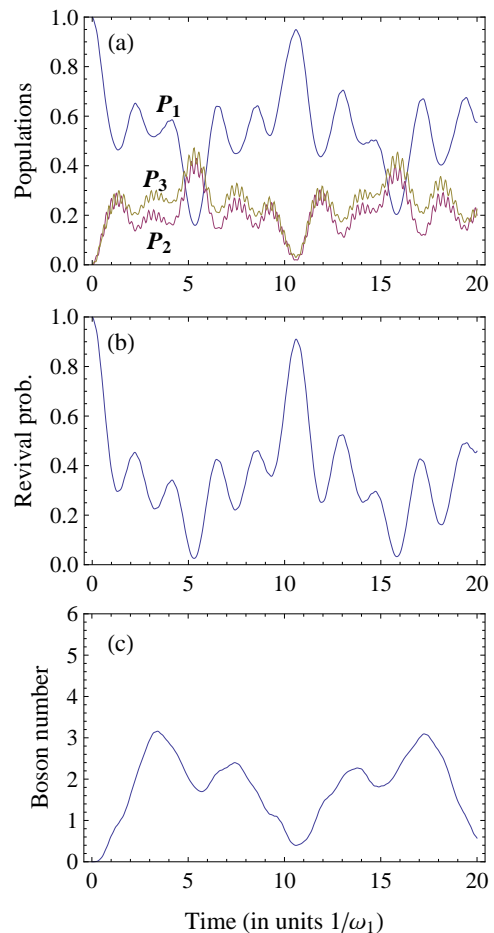 (a)
Populations
1.0
0.8
0.6
0.4
0.2
0.0
P1
P3
P2
0 5 10 15 20
(b)
Revival prob.
1.0
0.8
0.6
0.4
0.2
0.0
0 5 10 15 20
(c)
Boson number
6
5
4
3
2
1
0
0 5 10 15 20
Time (in units 1/ω1)